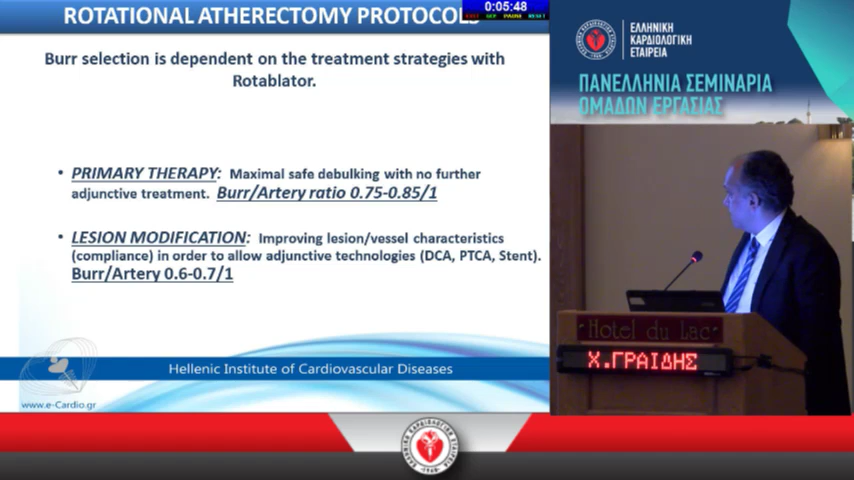 ROTATIONAL ATHERECTOMY PROTOCOLS
0:05:48
Burr selection is dependent on the treatment strategies with
Rotablator.
• PRIMARY THERAPY: Maximal safe debulking with no further
adjunctive treatment. Burr/Artery ratio 0.75-0.85/1
• LESION MODIFICATION: Improving lesion/vessel characteristics
(compliance) in order to allow adjunctive technologies (DCA, PTCA, Stent).
Burr/Artery 0.6-0.7/1
Hellenic Institute of Cardiovascular Diseases
www.e-Cardio.gr
ΕΛΛΗΝΙΚΗ
ΚΑΡΔΙΟΛΟΓΙΚΗ
ΕΤΑΙΡΕΙΑ
ΠΑΝΕΛΛΗΝΙΑ ΣΕΜΙΝΑΡΙΑ
ΟΜΑΔΩΝ ΕΡΓΑΣΙΑΣ
Hotel du Lac
Χ.ΓΡΑΙΔΗΣ